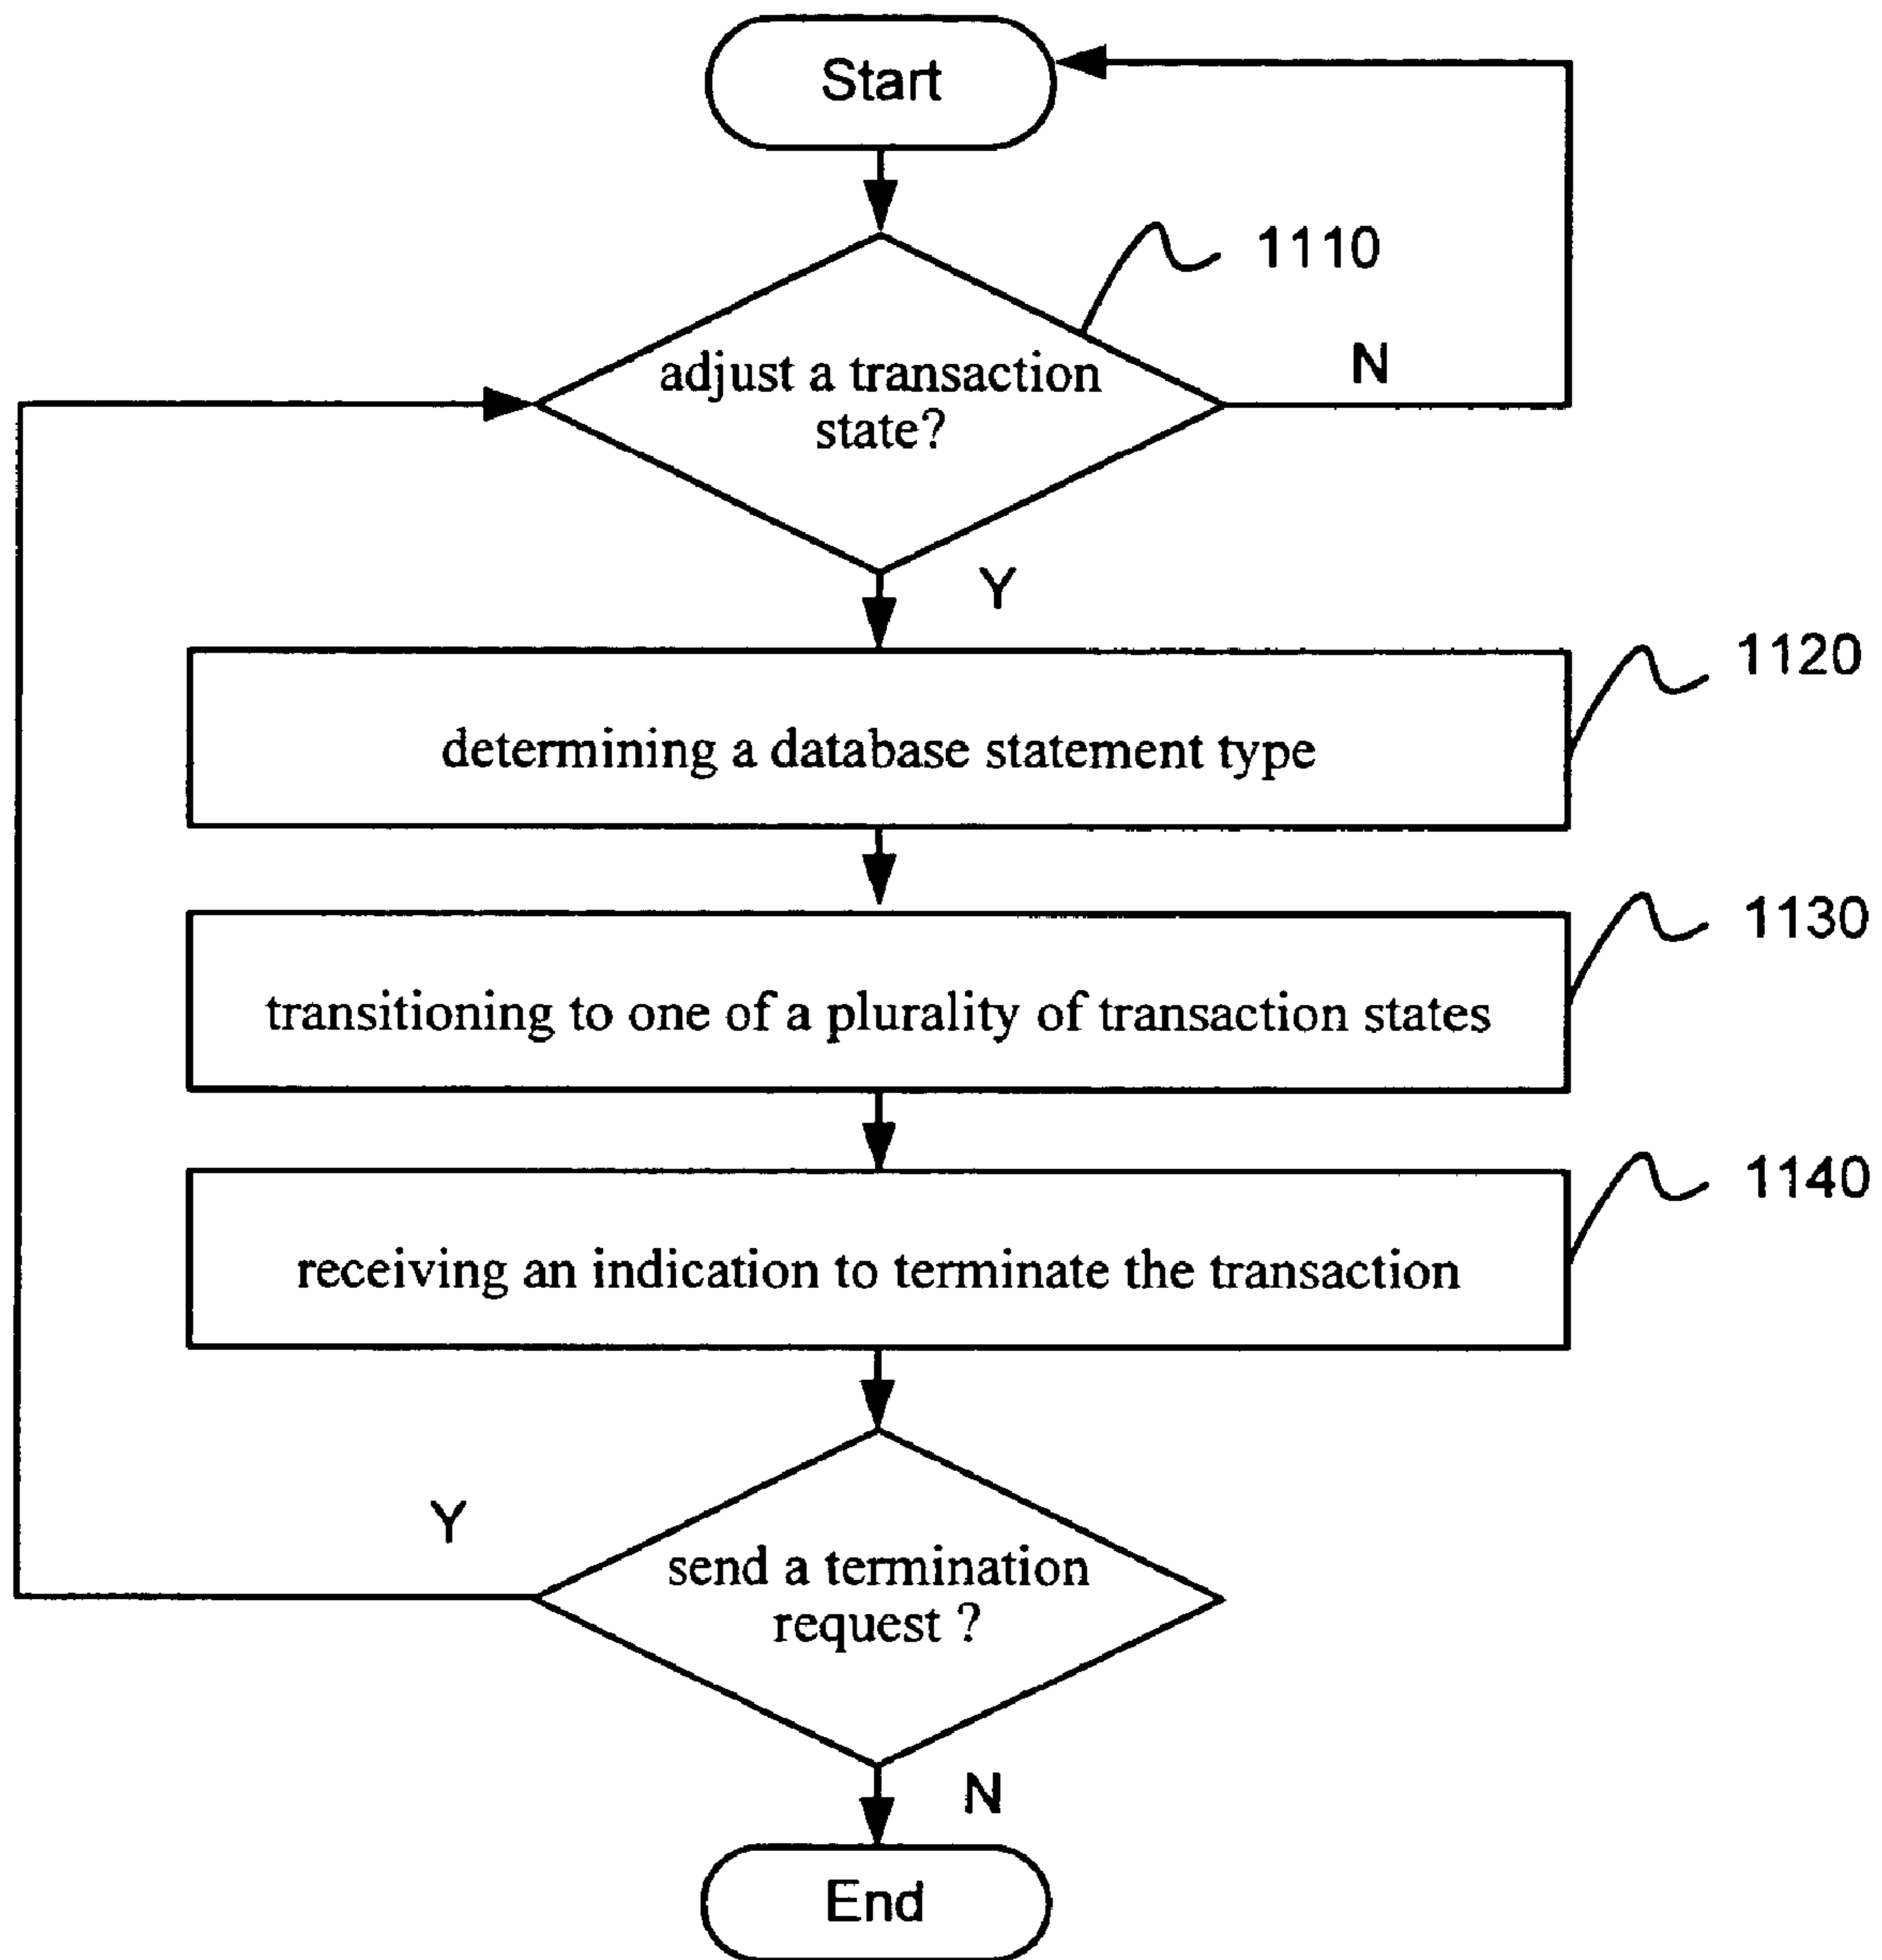 Start
1110
adjust a transaction
state?
N
Y
1120
determining a database statement type
1130
transitioning to one of a plurality of transaction states
1140
receiving an indication to terminate the transaction
Y
send a termination
request ?
N
End